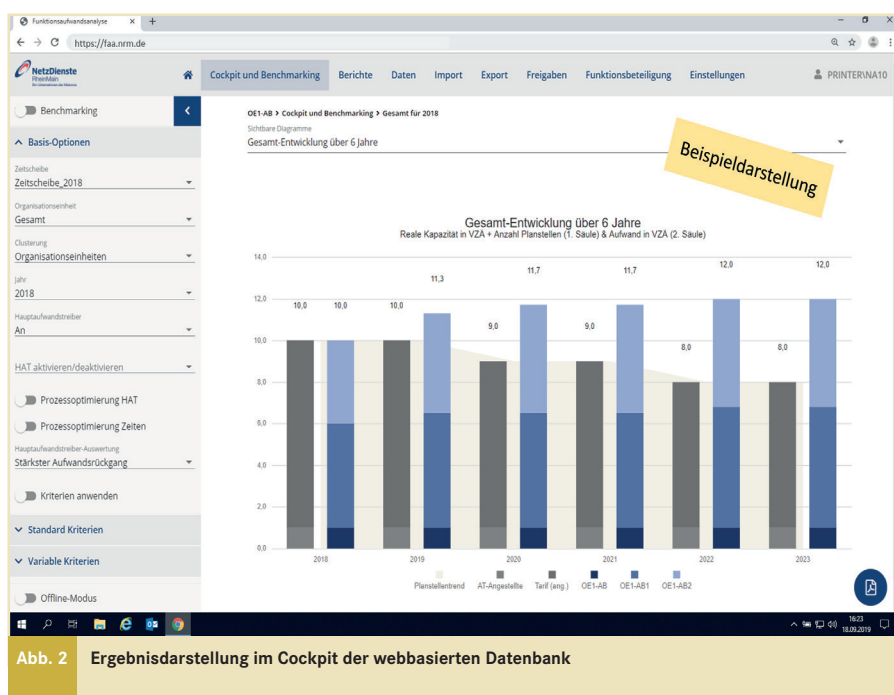 Funktionsaufwandsanalyse
https://faa.nrm.de
NetzDienste
RheinMain
Cockpit und Benchmarking Berichte Daten Import Export Freigaben Funktionsbeteiligung Einstellungen PRINTER\NA10
Benchmarking
Basis-Optionen
Zeitscheibe
Zeitscheibe_2018
Organisationseinheit
Gesamt
Clusterung
Organisationseinheiten
Jahr
2018
Hauptaufwandstreiber
An
HAT aktivieren/deaktivieren
Prozessoptimierung HAT
Prozessoptimierung Zeiten
Hauptaufwandstreiber-Auswertung
Stärkster Aufwandsrückgang
Kriterien anwenden
Standard Kriterien
Variable Kriterien
Offline-Modus
OE1-AB > Cockpit und Benchmarking > Gesamt für 2018
Sichtbare Diagramme
Gesamt-Entwicklung über 6 Jahre
Beispieldarstellung
Gesamt-Entwicklung über 6 Jahre
Reale Kapazität in VZÄ + Anzahl Planstellen (1. Säule) & Aufwand in VZÄ (2. Säule)
14,0
12,0
10,0
8,0
6,0
4,0
2,0
0,0
10,0 10,0 10,0 11,3 9,0 11,7 9,0 11,7 8,0 12,0 8,0 12,0
2018 2019 2020 2021 2022 2023
Planstellentrend AT-Angestellte Tarif (ang.) OE1-AB OE1-AB1 OE1-AB2
16:23
18.09.2019
Abb. 2 Ergebnisdarstellung im Cockpit der webbasierten Datenbank